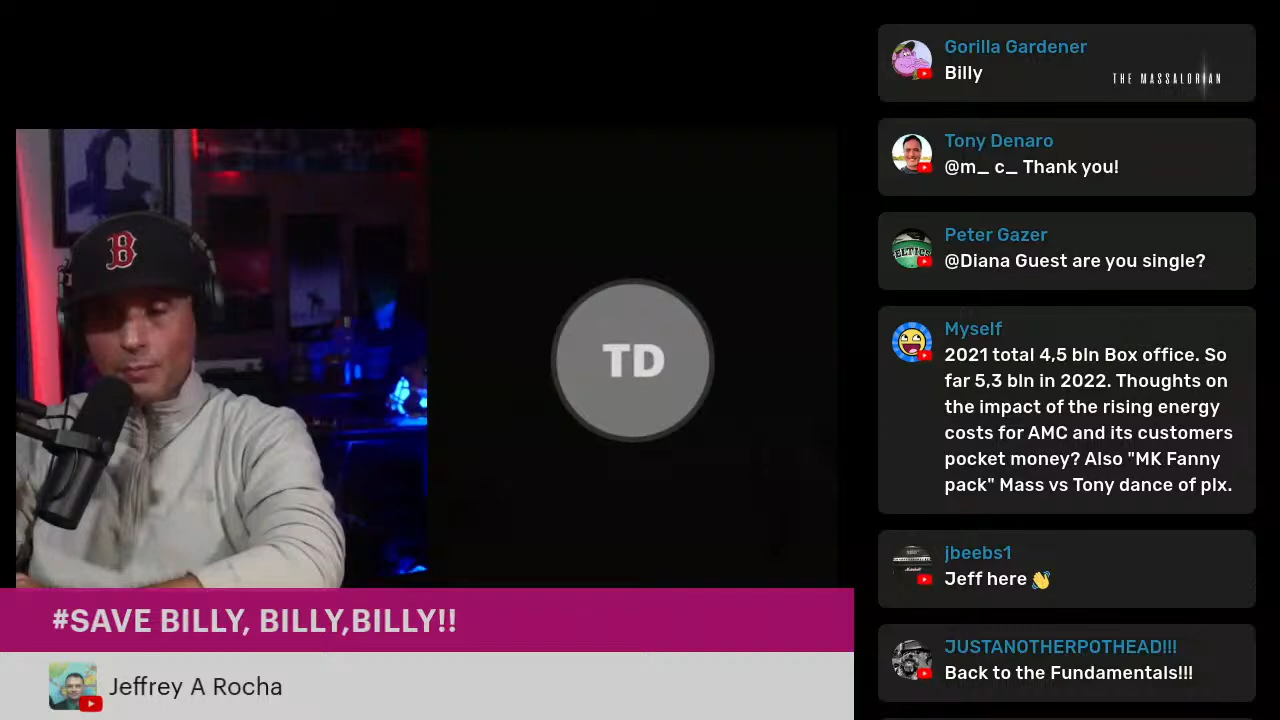 B
TD
#SAVE BILLY, BILLY,BILLY!!
Jeffrey A Rocha
Gorilla Gardener
Billy
THE MASSALORIAN
Tony Denaro
@m_ c_ Thank you!
Peter Gazer
@Diana Guest are you single?
Myself
2021 total 4,5 bln Box office. So
far 5,3 bln in 2022. Thoughts on
the impact of the rising energy
costs for AMC and its customers
pocket money? Also "MK Fanny
pack" Mass vs Tony dance of plx.
jbeebs1
Jeff here 👋
JUSTANOTHERPOTHEAD!!!
Back to the Fundamentals!!!